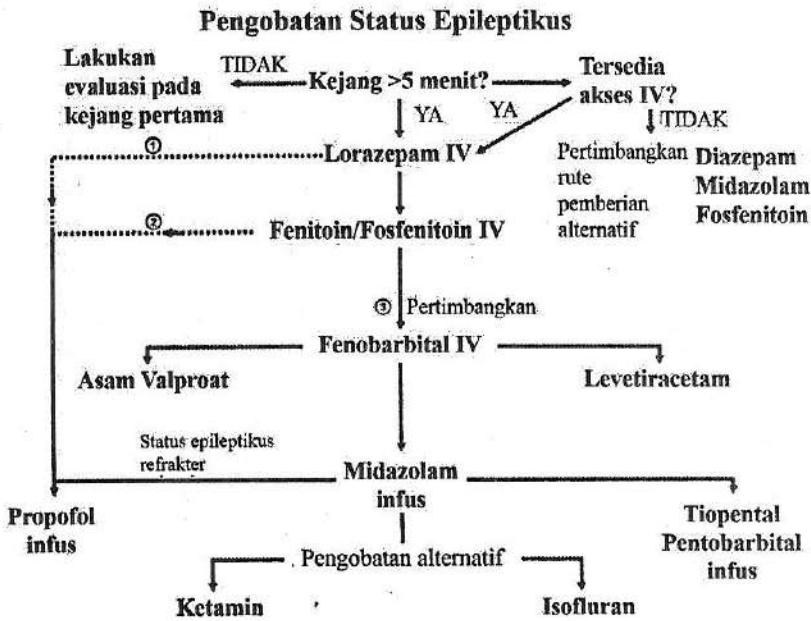 Pengobatan Status Epileptikus
Lakukan
evaluasi pada
kejang pertama
TIDAK
Kejang >5 menit?
Tersedia
akses IV?
YA
YA
TIDAK
①
Lorazepam IV
Pertimbangkan
rute
pemberian
alternatif
Diazepam
Midazolam
Fosfenitoin
②
Fenitoin/Fosfenitoin IV
③ Pertimbangkan
Fenobarbital IV
Asam Valproat
Levetiracetam
Status epileptikus
refrakter
Midazolam
infus
Propofol
infus
Tiopental
Pentobarbital
infus
Pengobatan alternatif
Ketamin
Isofluran